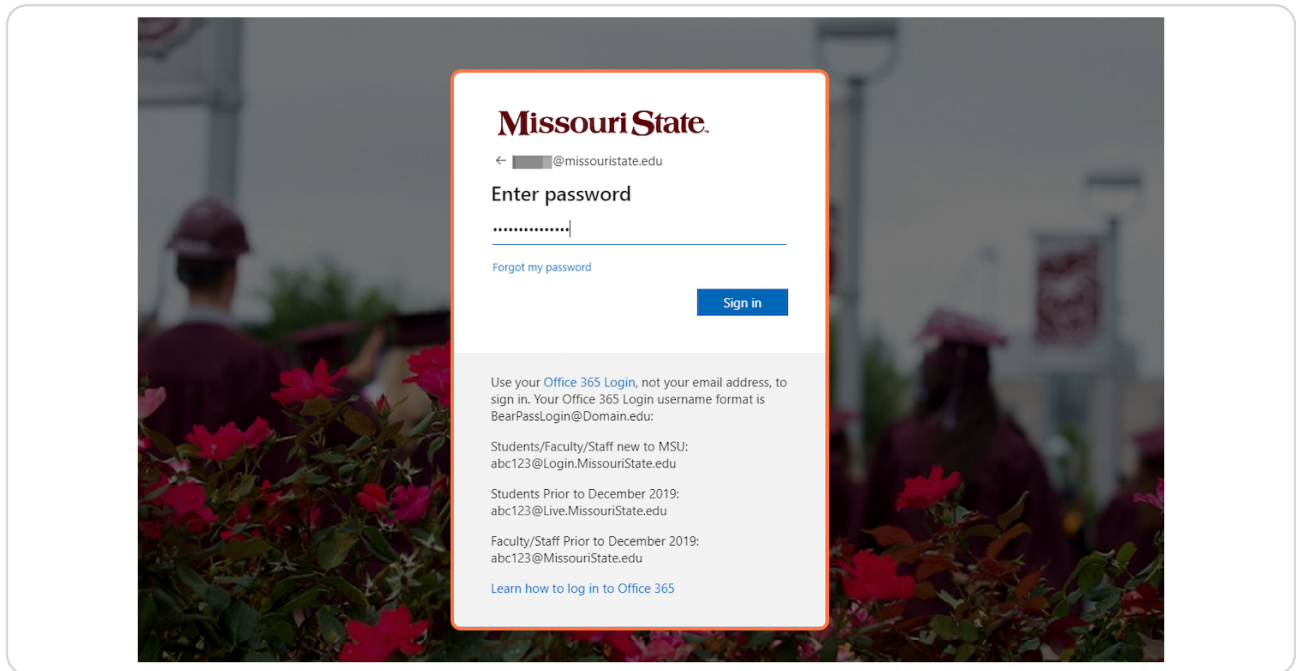 Missouri State.
@missouristate.edu
Enter password
Forgot my password
Sign in
Use your Office 365 Login, not your email address, to
sign in. Your Office 365 Login username format is
BearPassLogin@Domain.edu:
Students/Faculty/Staff new to MSU:
abc123@Login.MissouriState.edu
Students Prior to December 2019:
abc123@Live.MissouriState.edu
Faculty/Staff Prior to December 2019:
abc123@MissouriState.edu
Learn how to log in to Office 365